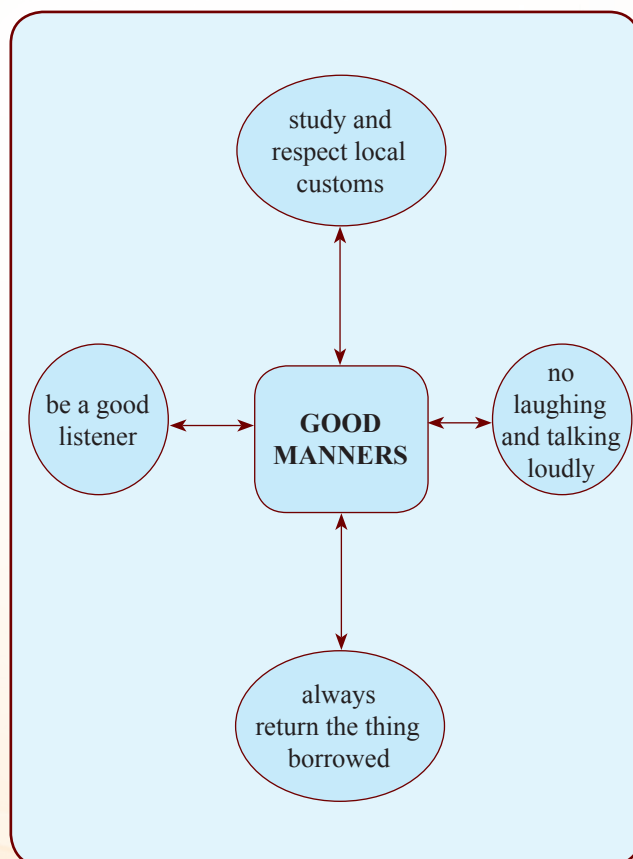 study and
respect local
customs
be a good
listener
GOOD
MANNERS
no
laughing
and talking
loudly
always
return the thing
borrowed